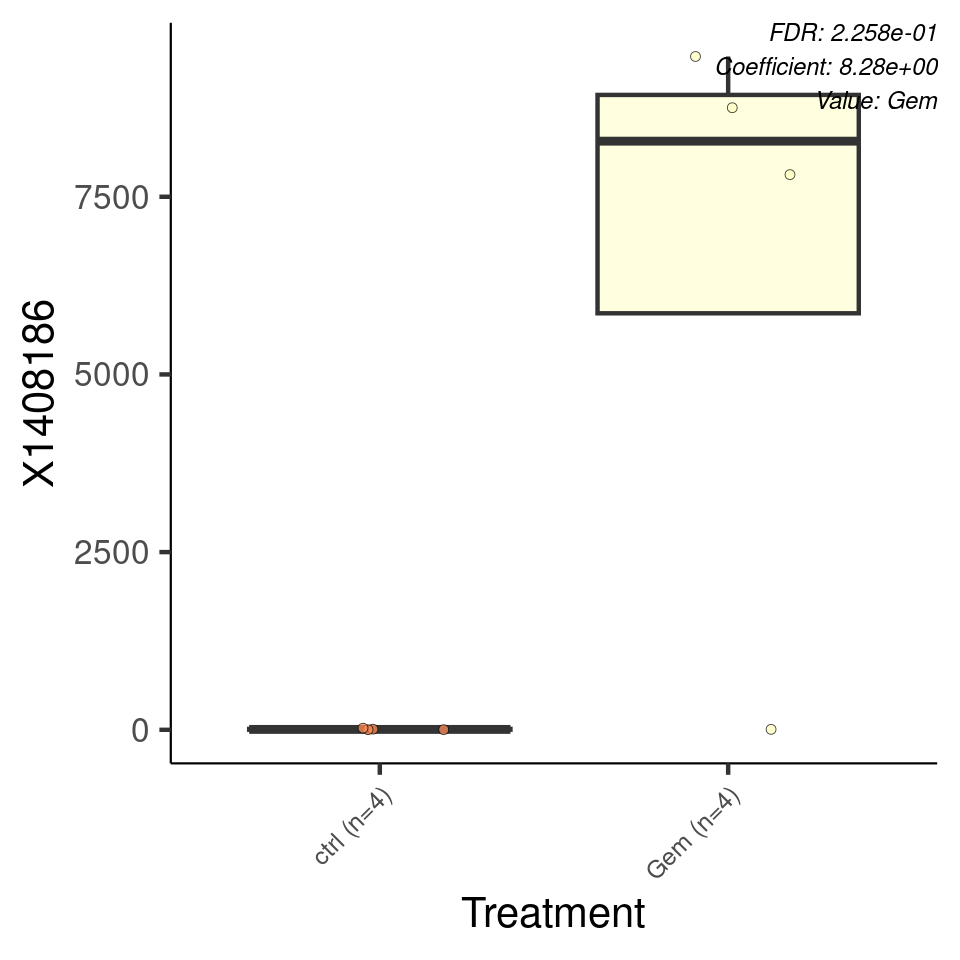 FDR: 2.258e-01
Coefficient: 8.28e+00
Value: Gem
X1408186
7500
5000
2500
0
ctrl (n=4)
Gem (n=4)
Treatment